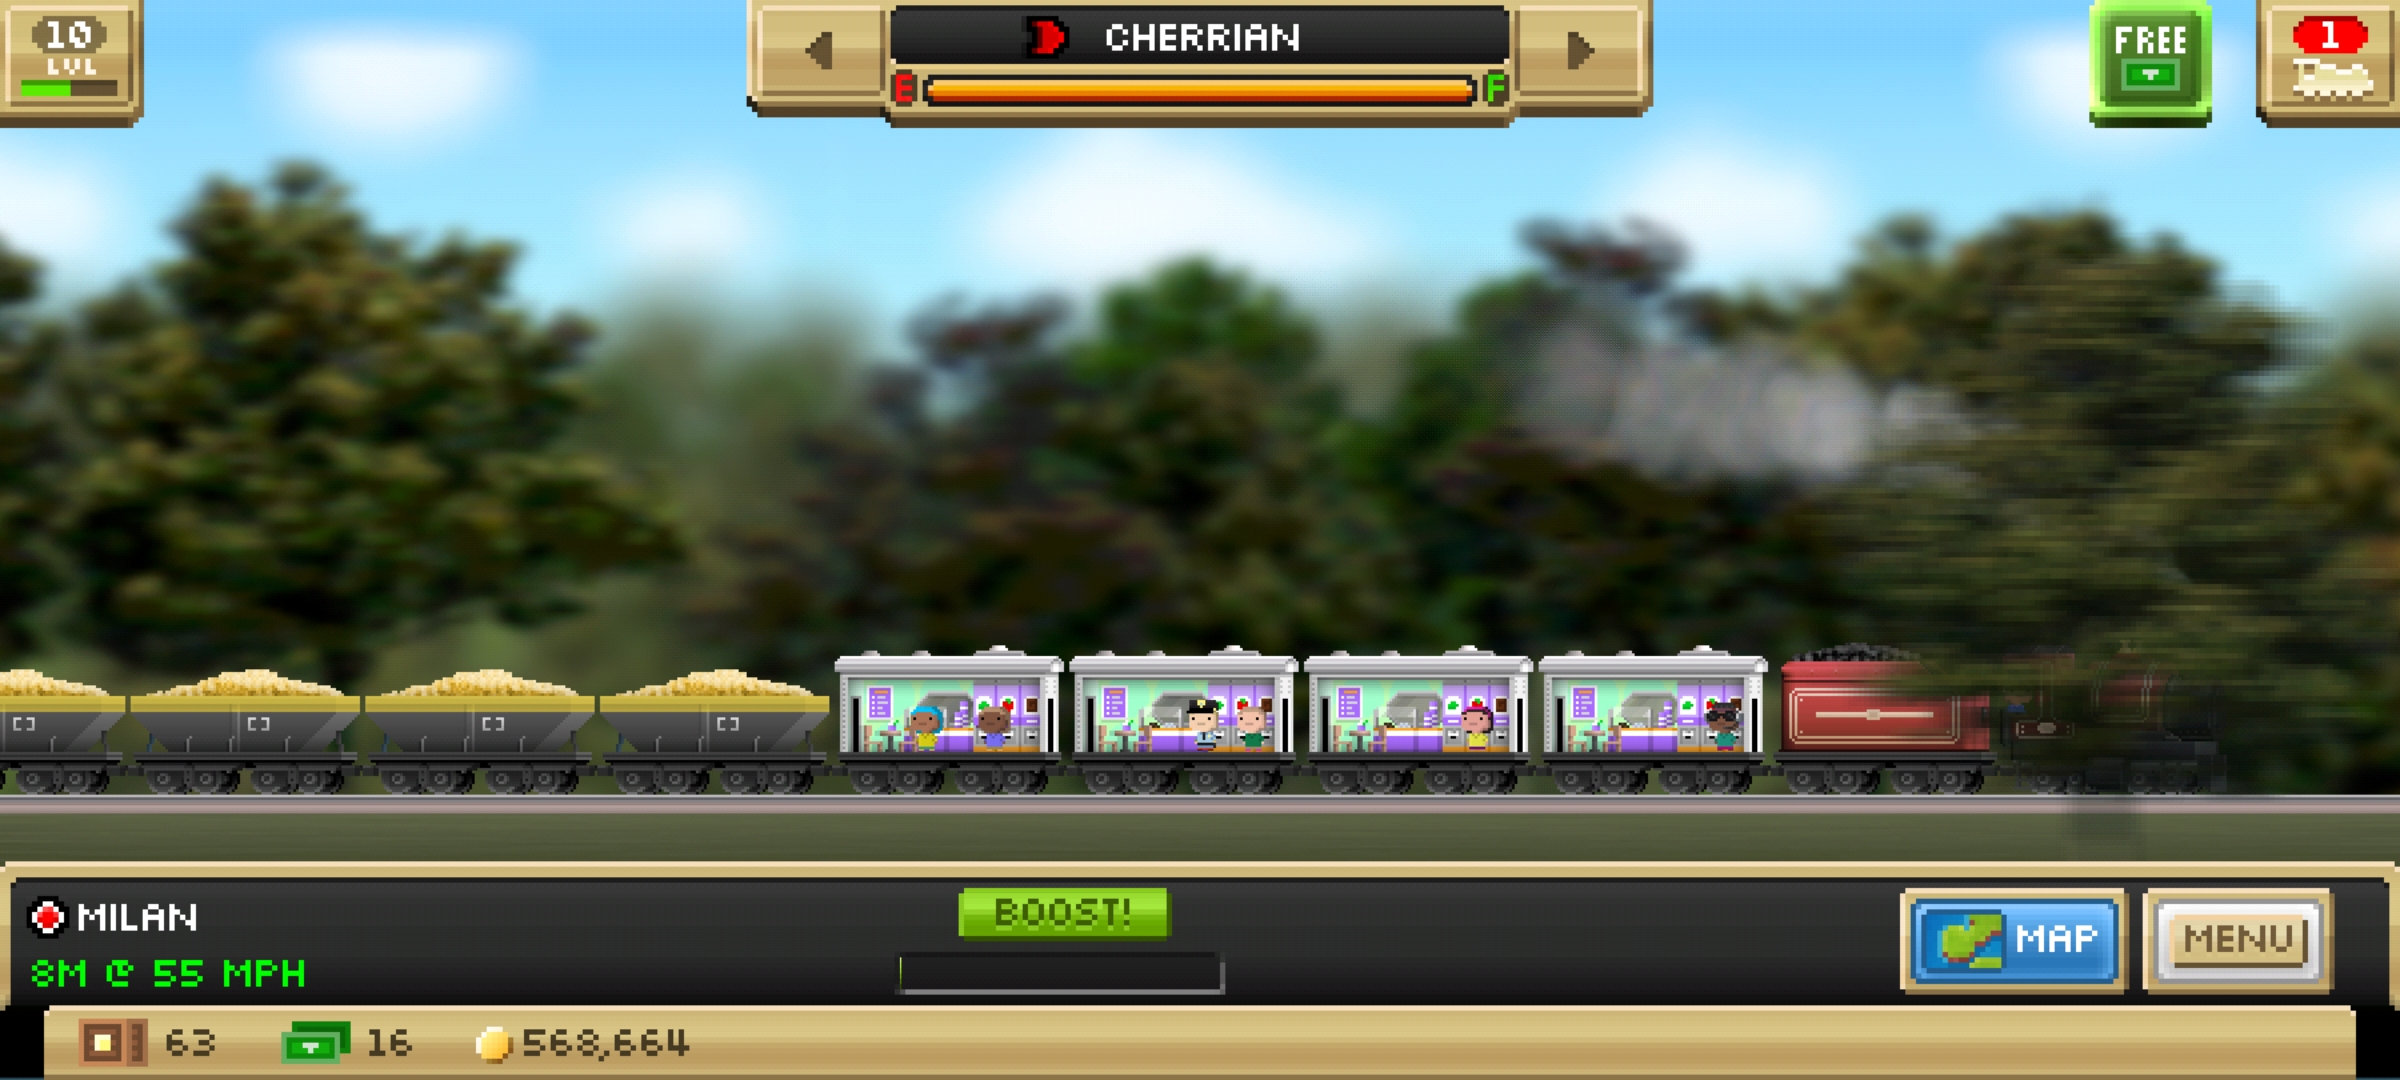 10
LVL
CHERRIAN
E F
FREE
1
MILAN
8M @ 55 MPH
BOOST!
MAP
MENU
63
16
568,664